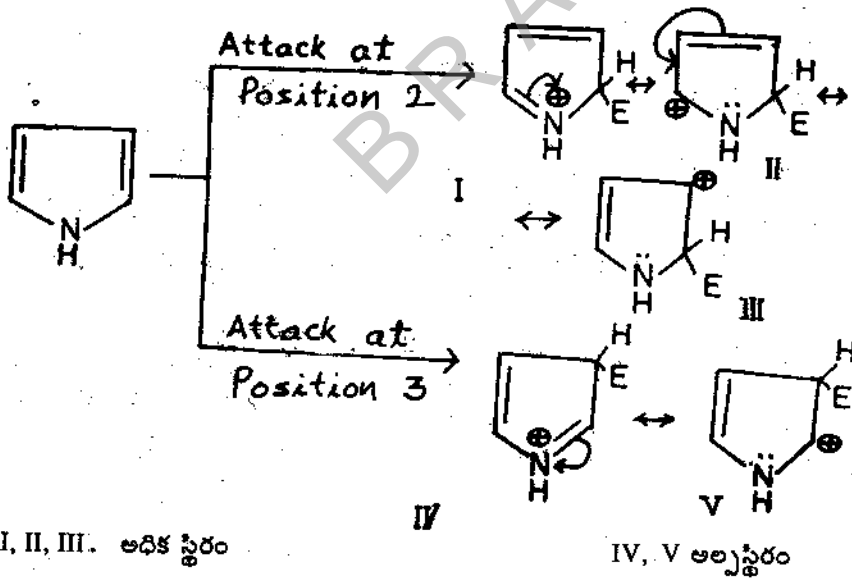 B R A
Attack at
Position 2
H
E
N
H
I
H
E
N
H
II
N
H
H
E
N
H
III
Attack at
Position 3
H
E
N
H
IV
H
E
N
H
V
I, II, III. అధిక స్థిరం
IV, V అల్పస్థిరం